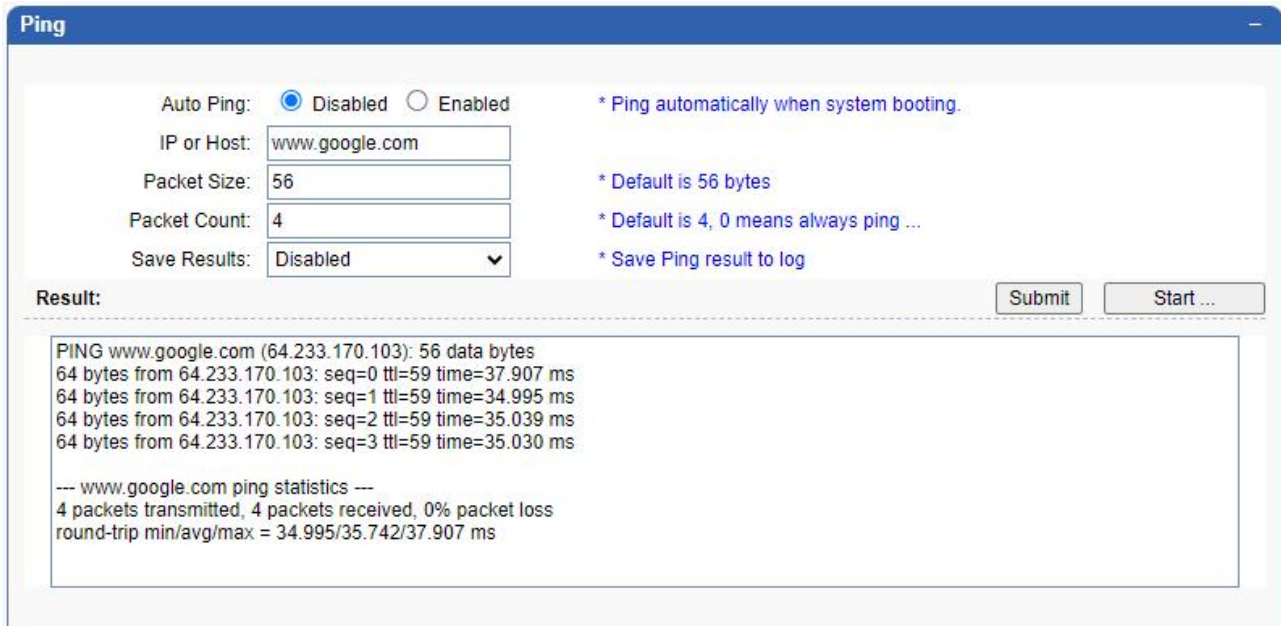 Ping
Auto Ping: Disabled Enabled * Ping automatically when system booting.
IP or Host: www.google.com
Packet Size: 56 * Default is 56 bytes
Packet Count: 4 * Default is 4, 0 means always ping ...
Save Results: Disabled * Save Ping result to log
Result: Submit Start ...
PING www.google.com (64.233.170.103): 56 data bytes
64 bytes from 64.233.170.103: seq=0 ttl=59 time=37.907 ms
64 bytes from 64.233.170.103: seq=1 ttl=59 time=34.995 ms
64 bytes from 64.233.170.103: seq=2 ttl=59 time=35.039 ms
64 bytes from 64.233.170.103: seq=3 ttl=59 time=35.030 ms
--- www.google.com ping statistics ---
4 packets transmitted, 4 packets received, 0% packet loss
round-trip min/avg/max = 34.995/35.742/37.907 ms